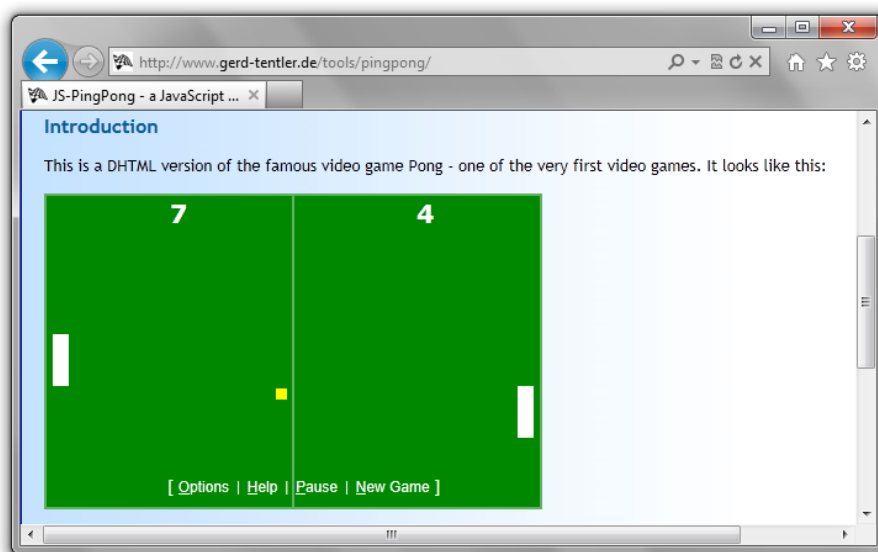 http://www.gerd-tentler.de/tools/pingpong/
JS-PingPong - a JavaScript ...
Introduction
This is a DHTML version of the famous video game Pong - one of the very first video games. It looks like this:
7 4
[ Options | Help | Pause | New Game ]